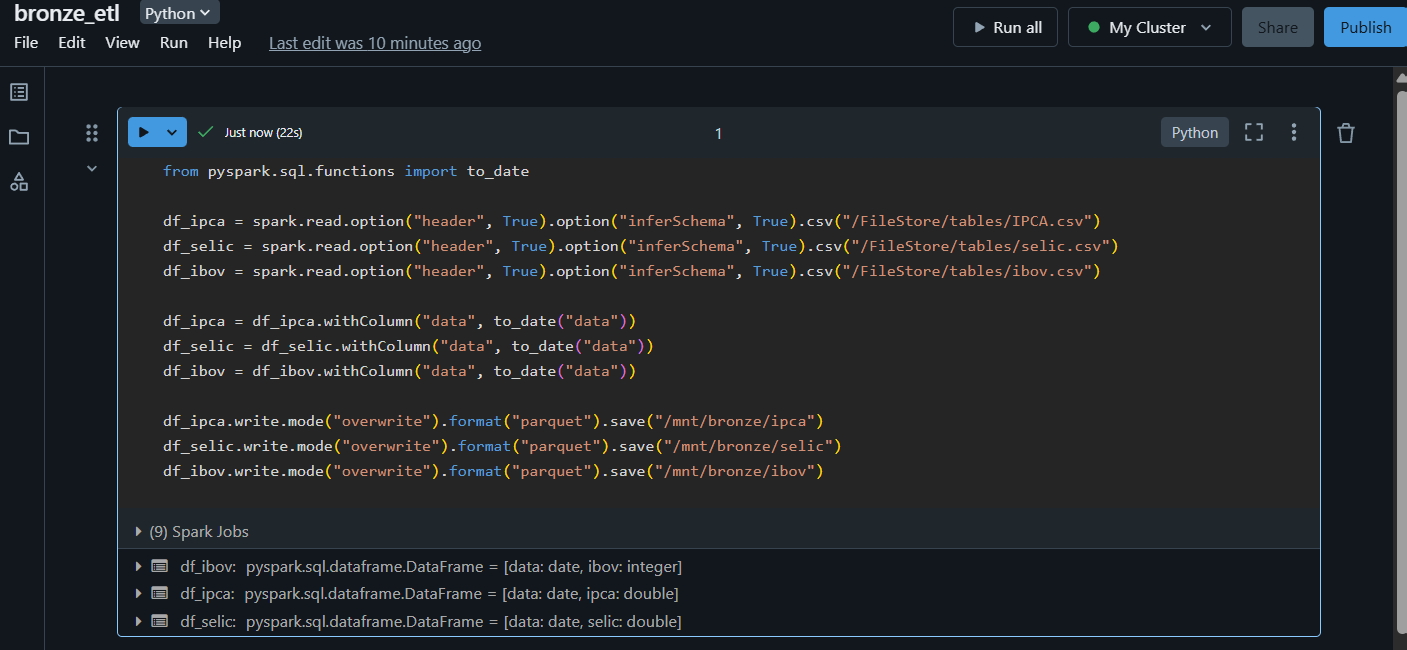 bronze_etl Python
File Edit View Run Help Last edit was 10 minutes ago
Run all My Cluster Share Publish
Just now (22s) 1 Python
from pyspark.sql.functions import to_date
df_ipca = spark.read.option("header", True).option("inferSchema", True).csv("/FileStore/tables/IPCA.csv")
df_selic = spark.read.option("header", True).option("inferSchema", True).csv("/FileStore/tables/selic.csv")
df_ibov = spark.read.option("header", True).option("inferSchema", True).csv("/FileStore/tables/ibov.csv")
df_ipca = df_ipca.withColumn("data", to_date("data"))
df_selic = df_selic.withColumn("data", to_date("data"))
df_ibov = df_ibov.withColumn("data", to_date("data"))
df_ipca.write.mode("overwrite").format("parquet").save("/mnt/bronze/ipca")
df_selic.write.mode("overwrite").format("parquet").save("/mnt/bronze/selic")
df_ibov.write.mode("overwrite").format("parquet").save("/mnt/bronze/ibov")
(9) Spark Jobs
df_ibov: pyspark.sql.dataframe.DataFrame = [data: date, ibov: integer]
df_ipca: pyspark.sql.dataframe.DataFrame = [data: date, ipca: double]
df_selic: pyspark.sql.dataframe.DataFrame = [data: date, selic: double]